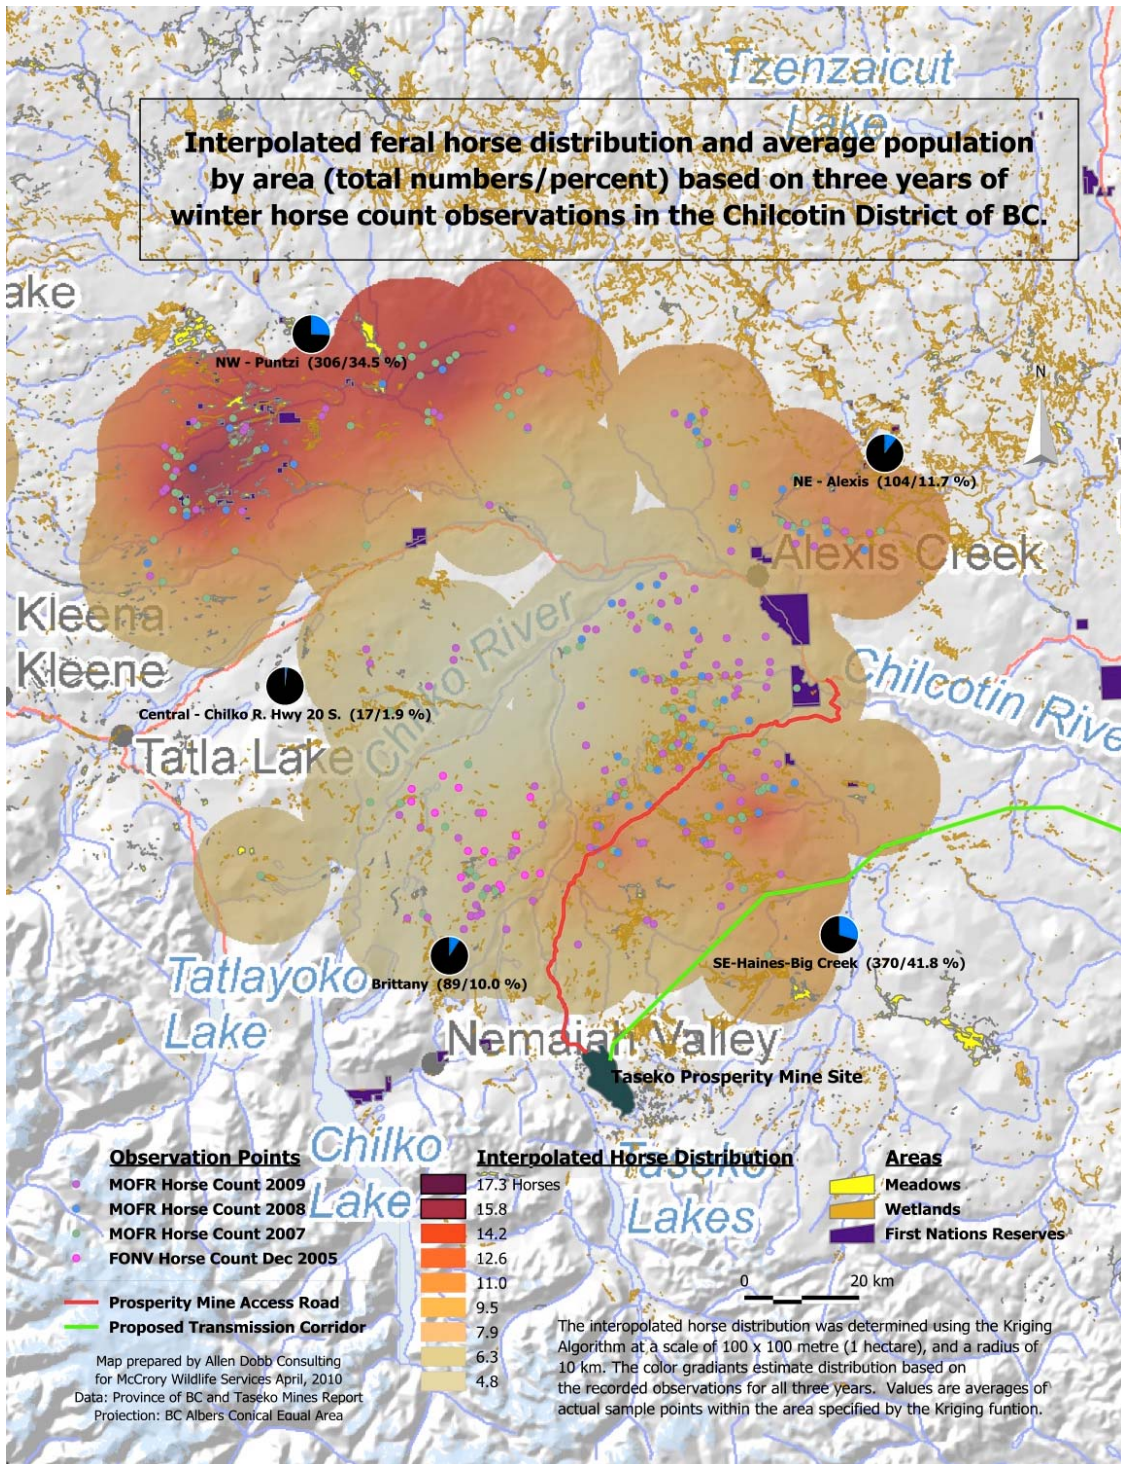 Tzenzaicut
Lake
Interpolated feral horse distribution and average population
by area (total numbers/percent) based on three years of
winter horse count observations in the Chilcotin District of BC.
ake
NW - Puntzi (306/34.5 %)
N
NE - Alexis (104/11.7 %)
Alexis Creek
Kleena
Kleene
Chilko River
Chilcotin River
Central - Chilko R. Hwy 20 S. (17/1.9 %)
Tatla Lake
Tatlayoko
Lake
Brittany (89/10.0 %)
SE-Haines-Big Creek (370/41.8 %)
Nemaiah Valley
Taseko Prosperity Mine Site
Chilko
Lake
Taseko
Lakes
Observation Points
MOFR Horse Count 2009
MOFR Horse Count 2008
MOFR Horse Count 2007
FONV Horse Count Dec 2005
Prosperity Mine Access Road
Proposed Transmission Corridor
Map prepared by Allen Dobb Consulting
for McCrory Wildlife Services April, 2010
Data: Province of BC and Taseko Mines Report
Projection: BC Albers Conical Equal Area
Interpolated Horse Distribution
17.3 Horses
15.8
14.2
12.6
11.0
9.5
7.9
6.3
4.8
Areas
Meadows
Wetlands
First Nations Reserves
0 20 km
The interopolated horse distribution was determined using the Kriging
Algorithm at a scale of 100 x 100 metre (1 hectare), and a radius of
10 km. The color gradiants estimate distribution based on
the recorded observations for all three years. Values are averages of
actual sample points within the area specified by the Kriging funtion.